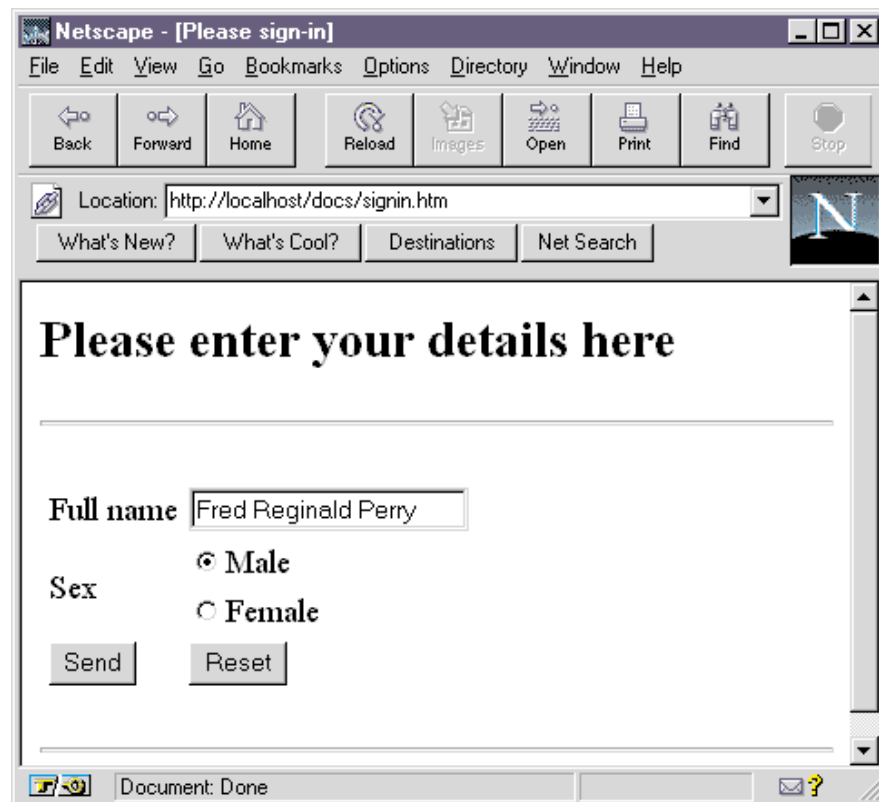 Netscape - [Please sign-in]
File Edit View Go Bookmarks Options Directory Window Help
Back Forward Home Reload Images Open Print Find Stop
Location: http://localhost/docs/signin.htm
N
What's New? What's Cool? Destinations Net Search
Please enter your details here
Full name Fred Reginald Perry
Male
Sex
Female
Send Reset
Document: Done
?